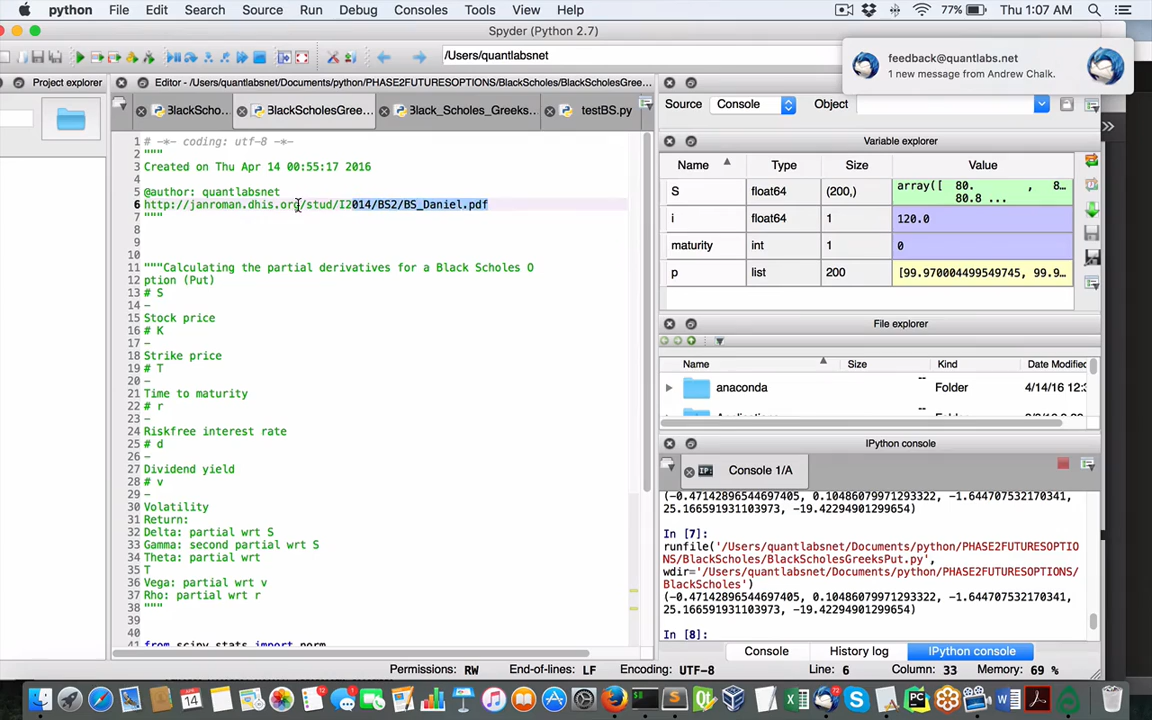 python File Edit Search Source Run Debug Consoles Tools View Help 77% Thu 1:07 AM
Spyder (Python 2.7)
/Users/quantlabsnet
feedback@quantlabs.net
1 new message from Andrew Chalk.
Project explorer
Editor - /Users/quantlabsnet/Documents/python/PHASE2FUTURESOPTIONS/BlackScholes/BlackScholesGree...
BlackScho... BlackScholesGree... Black_Scholes_Greeks... testBS.py
Source Console Object
Variable explorer
Name Type Size Value
S float64 (200,) array([ 80. , 8...
80.8 ...
i float64 1 120.0
maturity int 1 0
p list 200 [99.970004499549745, 99.9...
File explorer
Name Size Kind Date Modified
anaconda -- Folder 4/14/16 12:3
-- Folder
Console 1/A
IPython console
1 # -*- coding: utf-8 -*-
2 """
3 Created on Thu Apr 14 00:55:17 2016
4
5 @author: quantlabsnet
6 http://janroman.dhis.org/stud/I2014/BS2/BS_Daniel.pdf
7 """
8
9
10
11 """Calculating the partial derivatives for a Black Scholes O
12 ption (Put)
13 # S
14 -
15 Stock price
16 # K
17 -
18 Strike price
19 # T
20 -
21 Time to maturity
22 # r
23 -
24 Riskfree interest rate
25 # d
26 -
27 Dividend yield
28 # v
29 -
30 Volatility
31 Return:
32 Delta: partial wrt S
33 Gamma: second partial wrt S
34 Theta: partial wrt
35 T
36 Vega: partial wrt v
37 Rho: partial wrt r
38 """
39
40
41 from scipy.stats import norm
(-0.47142896544697405, 0.10486079971293322, -1.644707532170341,
25.166591931103973, -19.42294901299654)
In [7]:
runfile('/Users/quantlabsnet/Documents/python/PHASE2FUTURESOPTIO
NS/BlackScholes/BlackScholesGreeksPut.py',
wdir='/Users/quantlabsnet/Documents/python/PHASE2FUTURESOPTIONS/
BlackScholes')
(-0.47142896544697405, 0.10486079971293322, -1.644707532170341,
25.166591931103973, -19.42294901299654)
In [8]:
Console History log IPython console
Permissions: RW End-of-lines: LF Encoding: UTF-8 Line: 6 Column: 33 Memory: 69 %